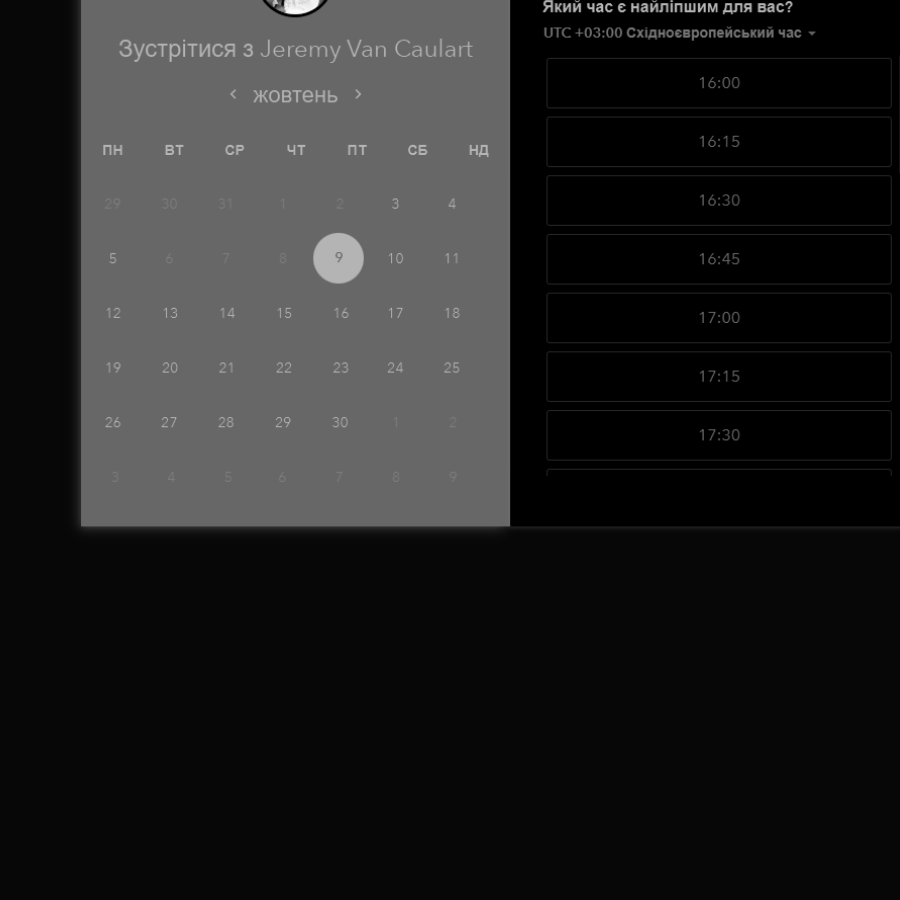 Зустрітися з Jeremy Van Caulart
жовтень
ПН ВТ СР ЧТ ПТ СБ НД
29 30 31 1 2 3 4
5 6 7 8 9 10 11
12 13 14 15 16 17 18
19 20 21 22 23 24 25
26 27 28 29 30 1 2
3 4 5 6 7 8 9
Який час є найліпшим для вас?
UTC +03:00 Східноєвропейський час
16:00
16:15
16:30
16:45
17:00
17:15
17:30